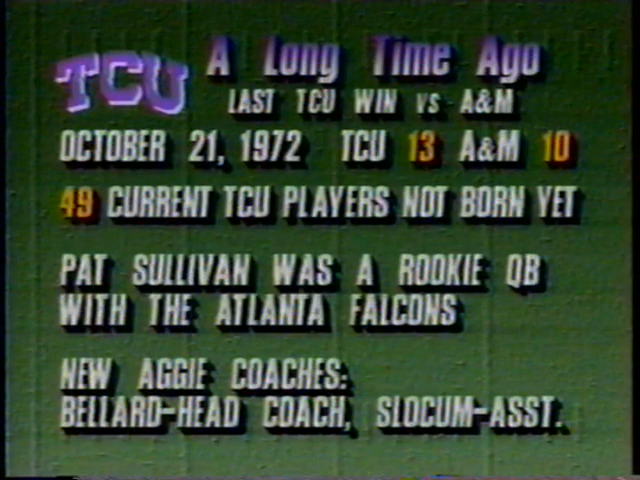 TCU
A Long Time Ago
LAST TCU WIN vs A&M
OCTOBER 21, 1972 TCU 13 A&M 10
49 CURRENT TCU PLAYERS NOT BORN YET
PAT SULLIVAN WAS A ROOKIE QB
WITH THE ATLANTA FALCONS
NEW AGGIE COACHES:
BELLARD-HEAD COACH, SLOCUM-ASST.